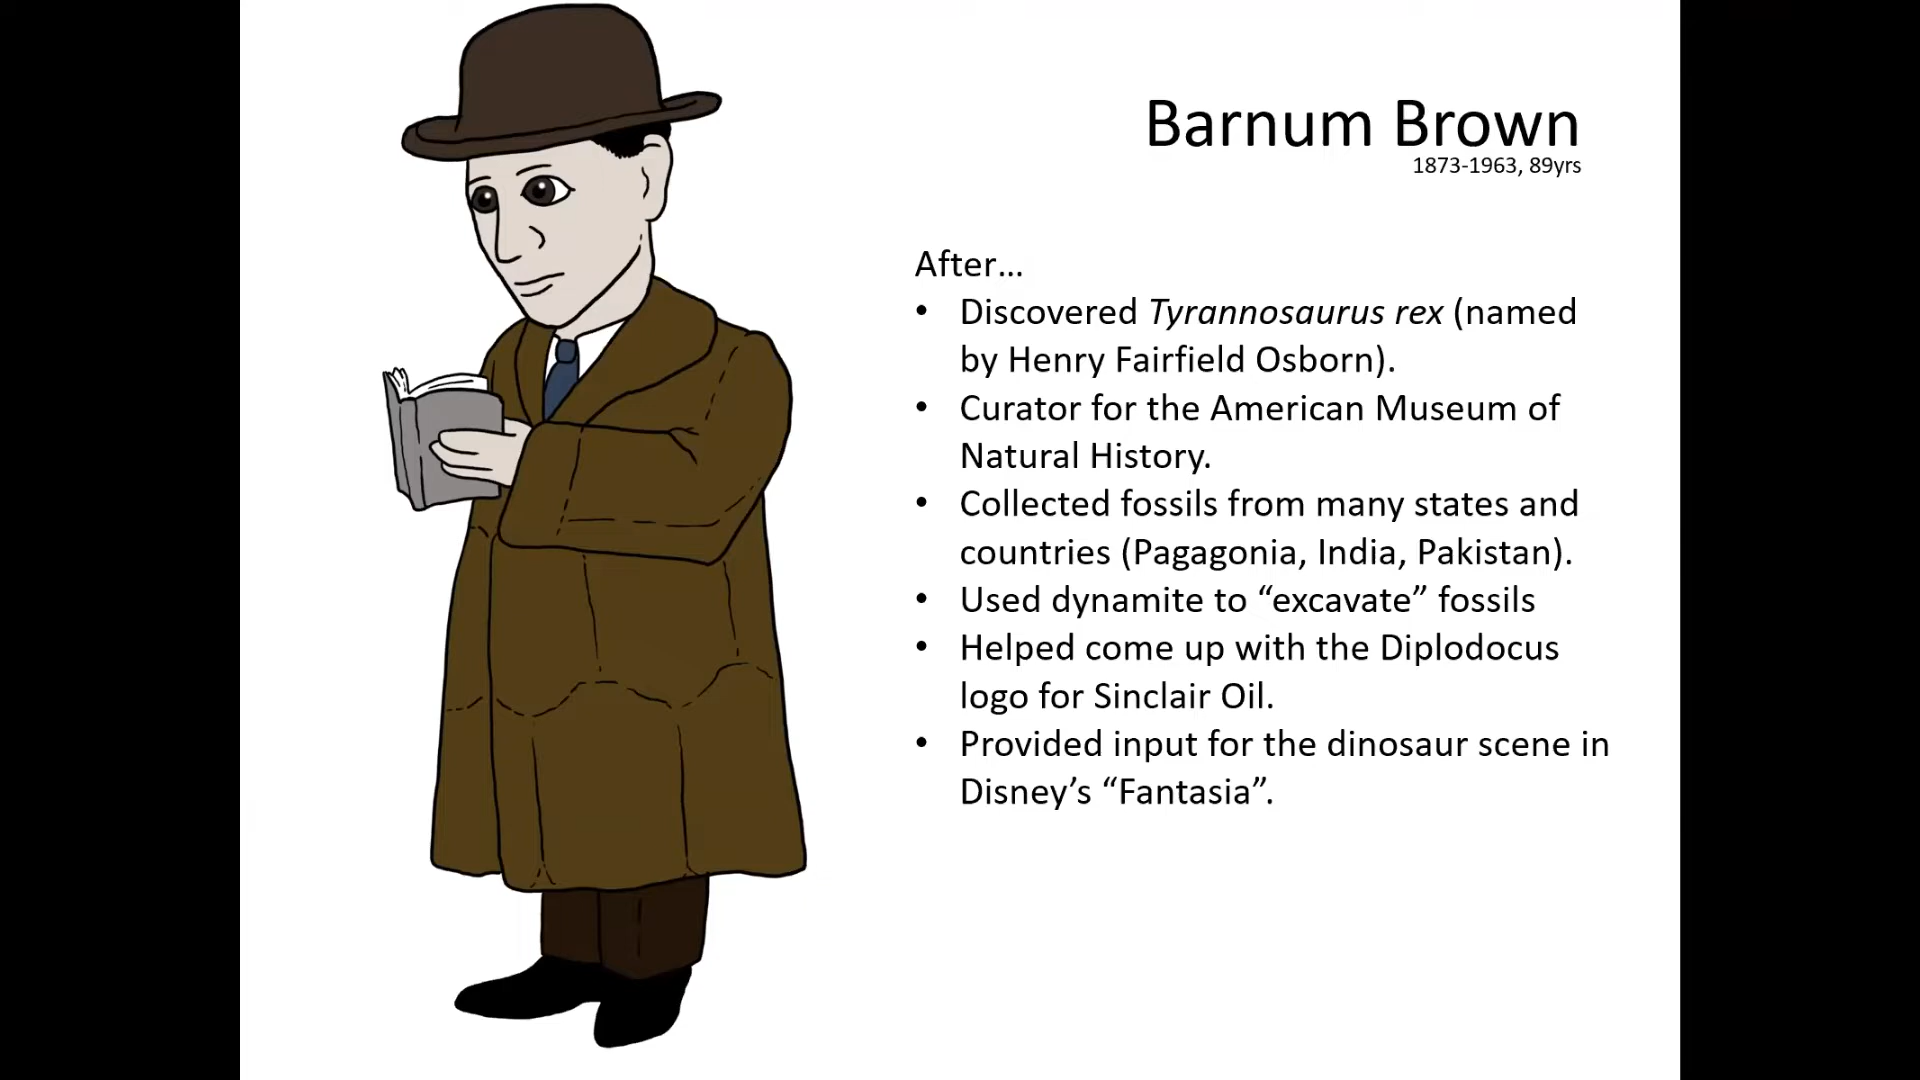 Barnum Brown
1873-1963, 89yrs
After…
• Discovered Tyrannosaurus rex (named
by Henry Fairfield Osborn).
• Curator for the American Museum of
Natural History.
• Collected fossils from many states and
countries (Pagagonia, India, Pakistan).
• Used dynamite to “excavate” fossils
• Helped come up with the Diplodocus
logo for Sinclair Oil.
• Provided input for the dinosaur scene in
Disney’s “Fantasia”.